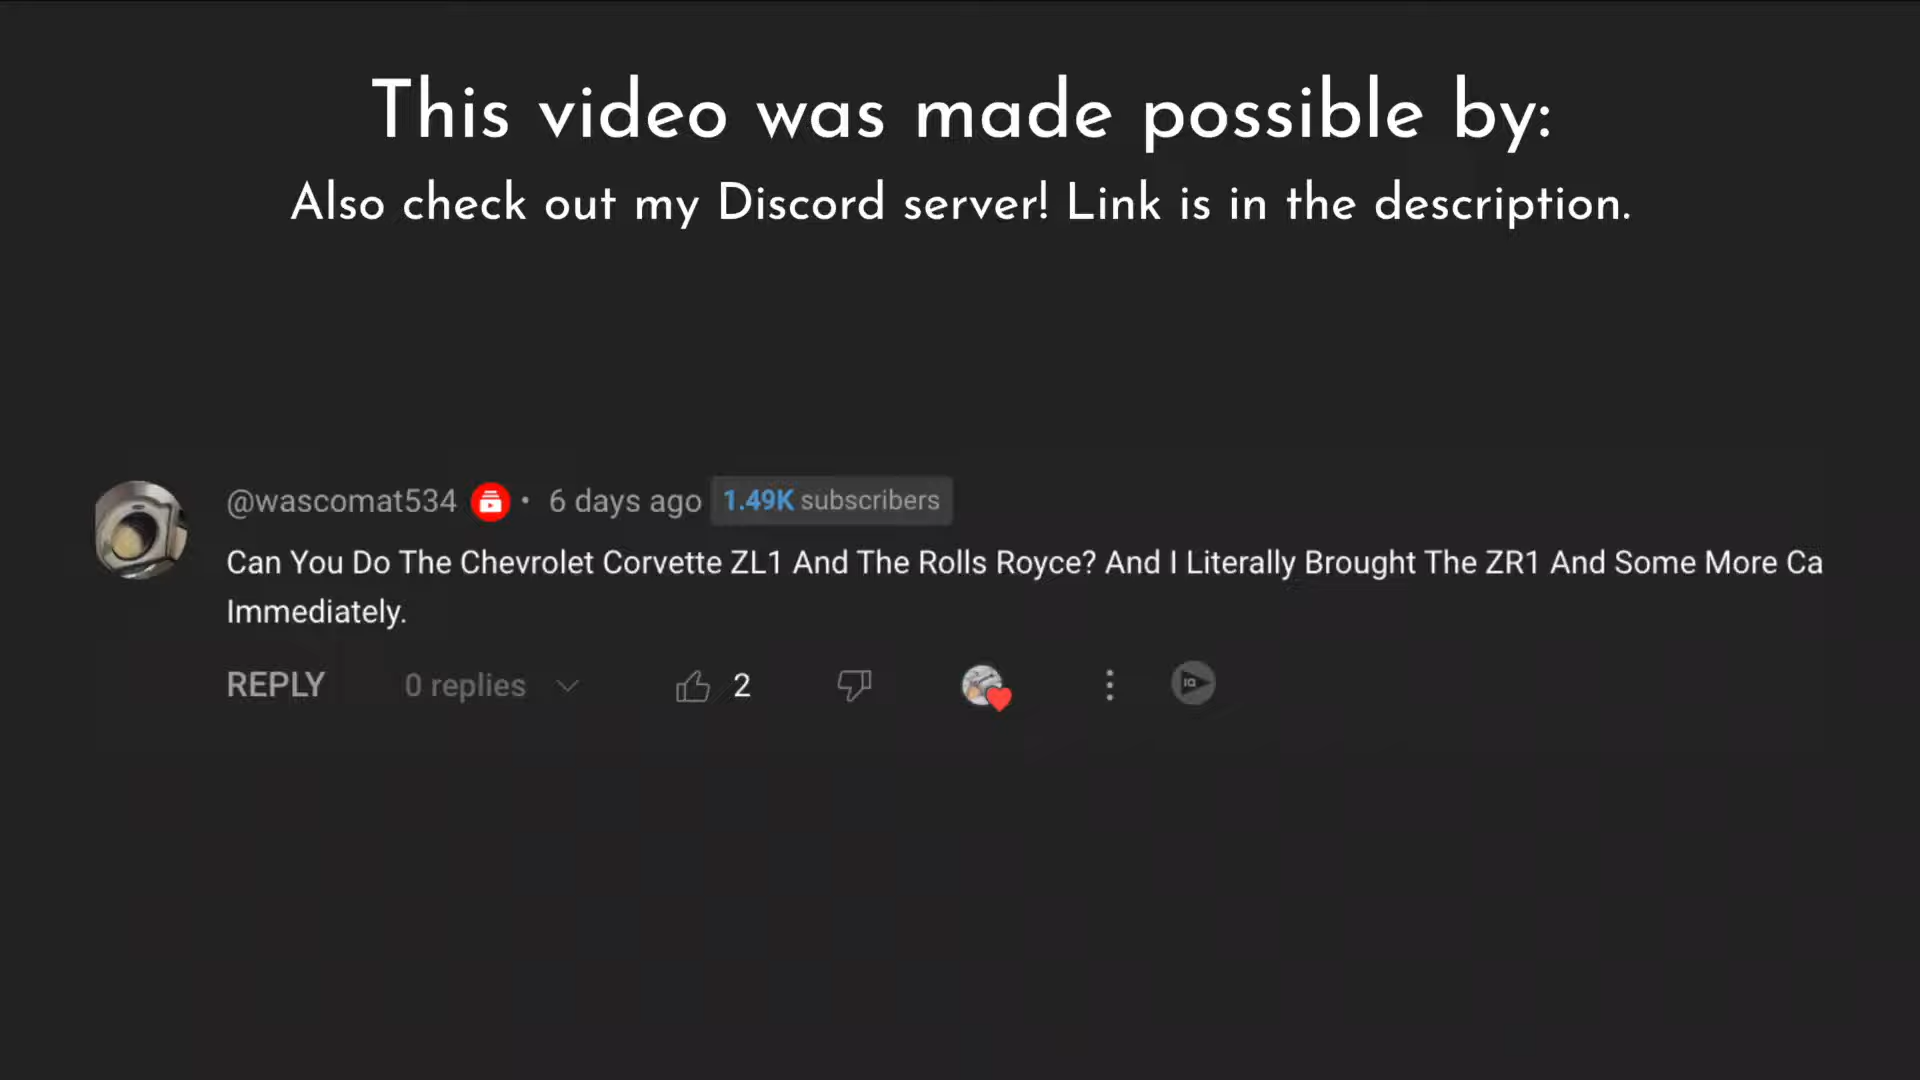 This video was made possible by:
Also check out my Discord server! Link is in the description.
@wascomat534 • 6 days ago 1.49K subscribers
Can You Do The Chevrolet Corvette ZL1 And The Rolls Royce? And I Literally Brought The ZR1 And Some More Ca
Immediately.
REPLY 0 replies 2 IQ